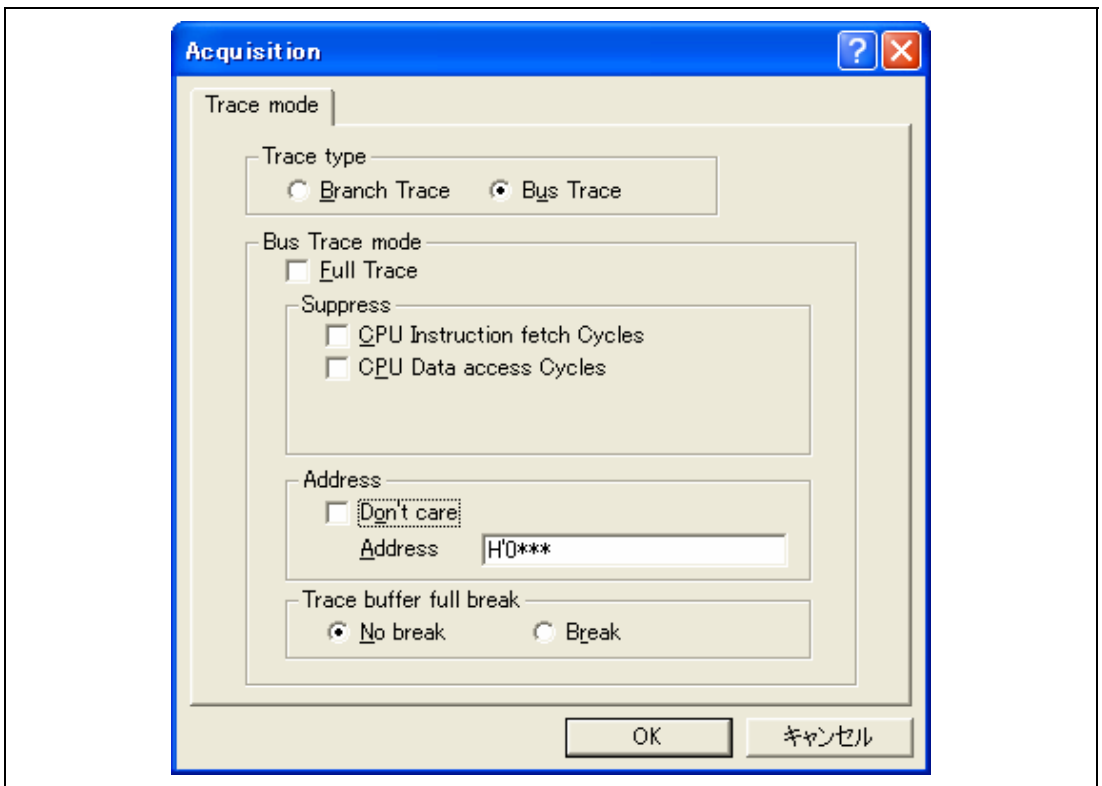 Acquisition
Trace mode
Trace type
Branch Trace Bus Trace
Bus Trace mode
Full Trace
Suppress
CPU Instruction fetch Cycles
CPU Data access Cycles
Address
Don't care
Address H'0***
Trace buffer full break
No break Break
OK キャンセル